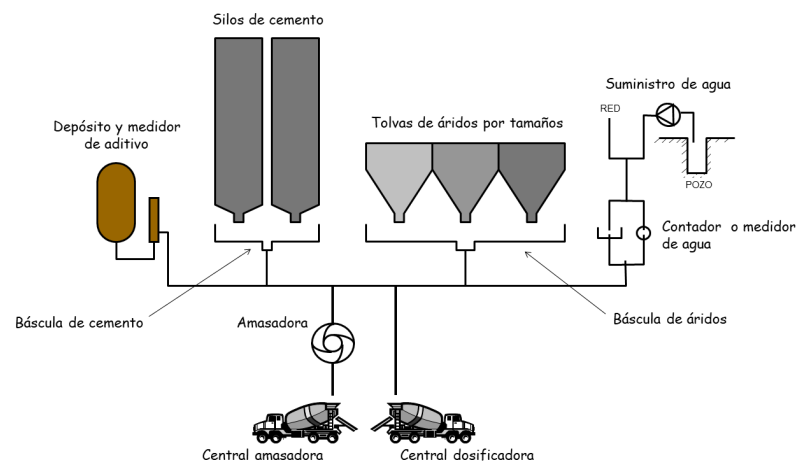 Silos de cemento
Suministro de agua
RED
Depósito y medidor
de aditivo
Tolvas de áridos por tamaños
POZO
Contador o medidor
de agua
Báscula de cemento
Amasadora
Báscula de áridos
Central amasadora
Central dosificadora